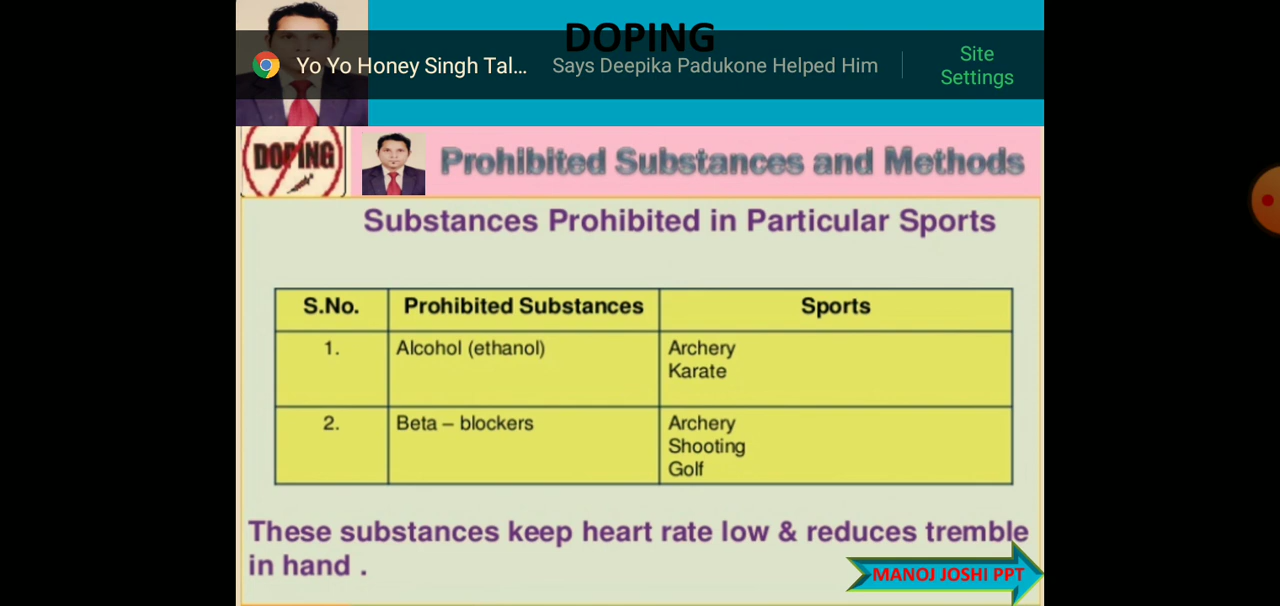 DOPING
Yo Yo Honey Singh Tal... Says Deepika Padukone Helped Him
Site
Settings
DOPING
Prohibited Substances and Methods
Substances Prohibited in Particular Sports
S.No. Prohibited Substances Sports
1. Alcohol (ethanol) Archery
Karate
2. Beta – blockers Archery
Shooting
Golf
These substances keep heart rate low & reduces tremble
in hand .
MANOJ JOSHI PPT